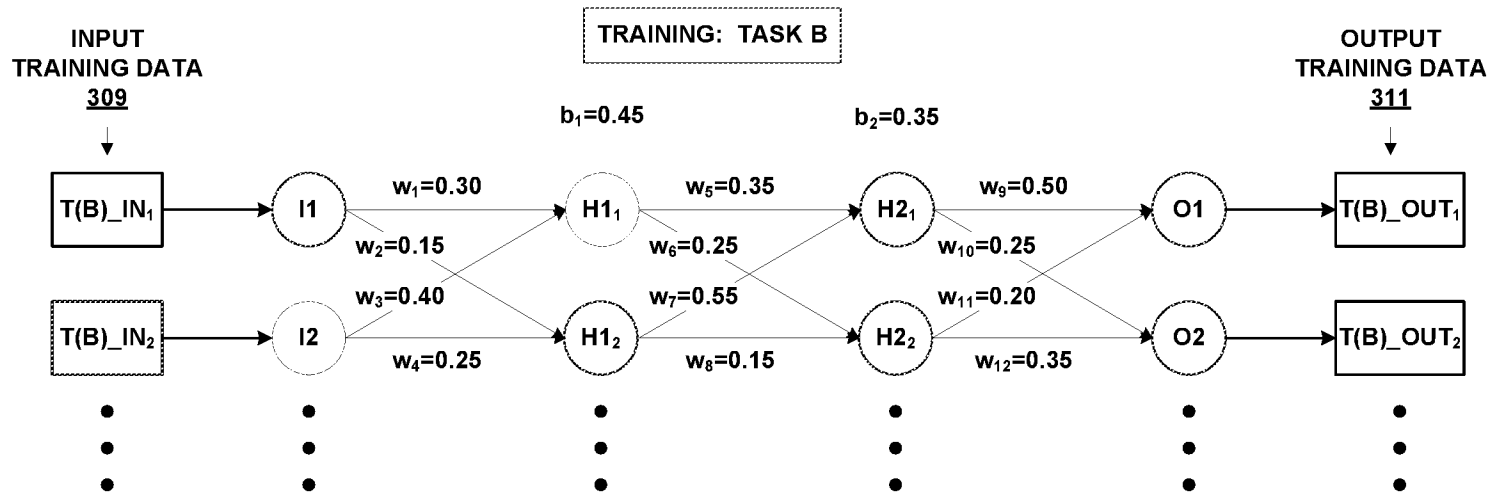 TRAINING: TASK B
INPUT
TRAINING DATA
309
OUTPUT
TRAINING DATA
311
b₁=0.45
b₂=0.35
T(B)_IN₁
I1
w₁=0.30
H1₁
w₅=0.35
H2₁
w₉=0.50
O1
T(B)_OUT₁
w₂=0.15
w₆=0.25
w₁₀=0.25
w₃=0.40
w₇=0.55
w₁₁=0.20
T(B)_IN₂
I2
w₄=0.25
H1₂
w₈=0.15
H2₂
w₁₂=0.35
O2
T(B)_OUT₂